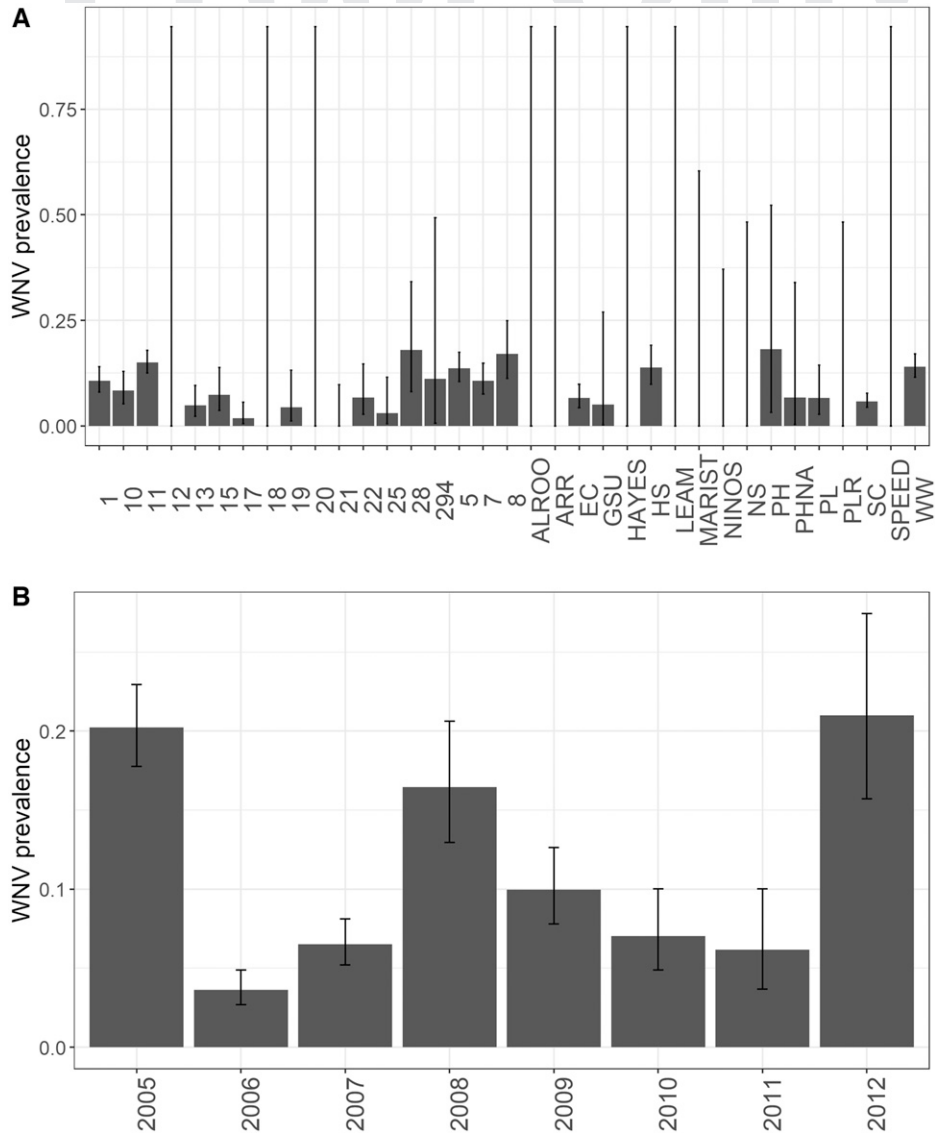 A
WNV prevalence
0.75
0.50
0.25
0.00
1
10
11
12
13
15
17
18
19
20
21
22
25
28
294
5
7
8
ALROO
ARR
EC
GSU
HAYES
HS
LEAM
MARIST
NINOS
NS
PH
PHNA
PL
PLR
SC
SPEED
WW
B
WNV prevalence
0.2
0.1
0.0
2005
2006
2007
2008
2009
2010
2011
2012